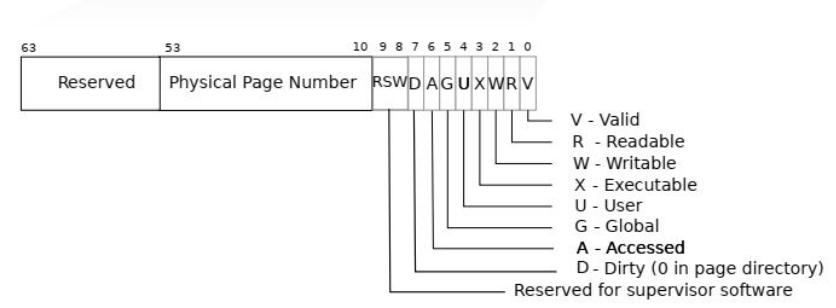 63 53 10 9 8 7 6 5 4 3 2 1 0
Reserved Physical Page Number RSW D A G U X W R V
V - Valid
R - Readable
W - Writable
X - Executable
U - User
G - Global
A - Accessed
D - Dirty (0 in page directory)
Reserved for supervisor software